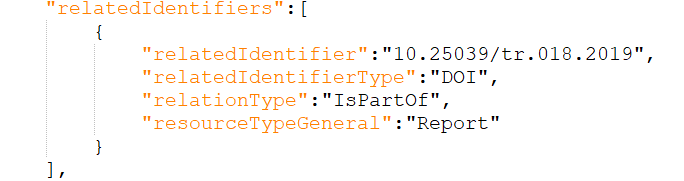 "relatedIdentifiers":[
{
"relatedIdentifier":"10.25039/tr.018.2019",
"relatedIdentifierType":"DOI",
"relationType":"IsPartOf",
"resourceTypeGeneral":"Report"
}
],